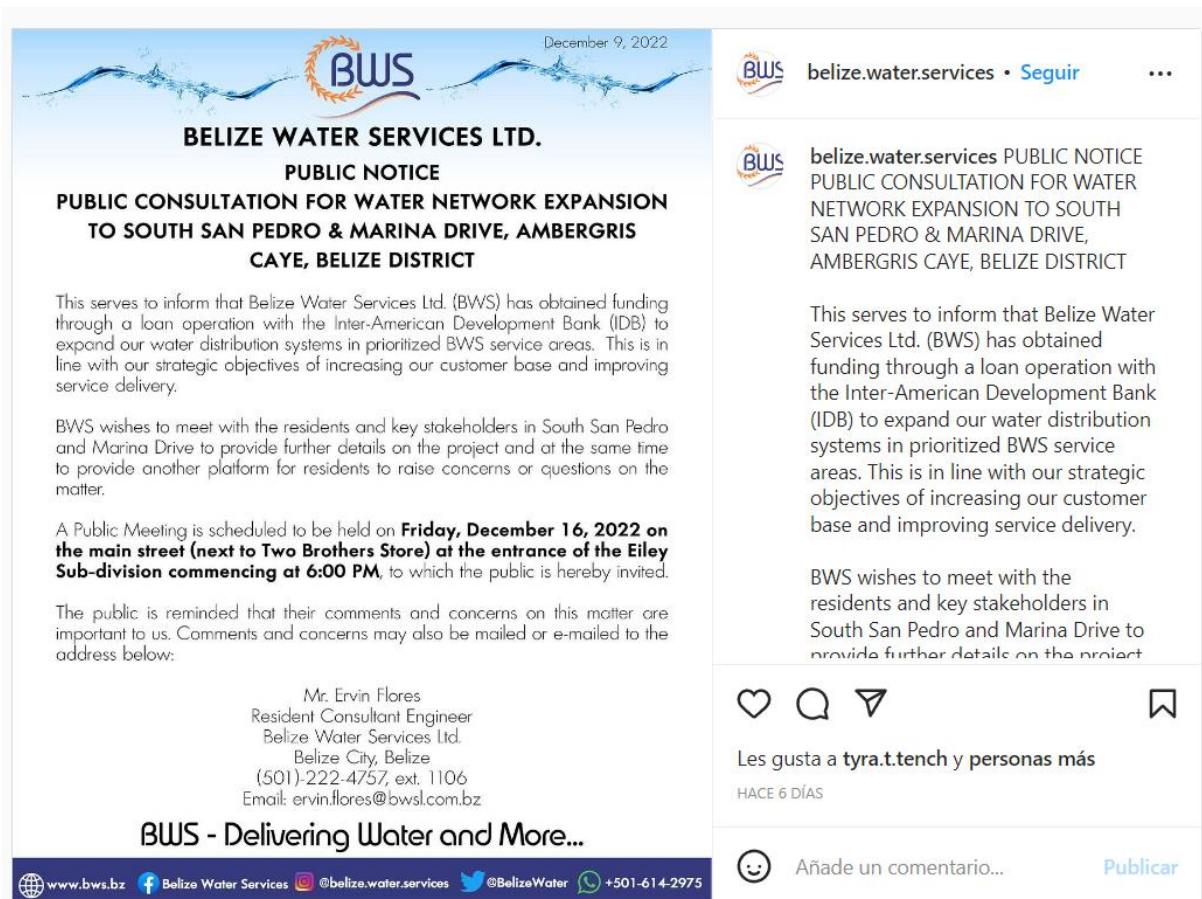 December 9, 2022
BWS
BELIZE WATER SERVICES LTD.
PUBLIC NOTICE
PUBLIC CONSULTATION FOR WATER NETWORK EXPANSION
TO SOUTH SAN PEDRO & MARINA DRIVE, AMBERGRIS
CAYE, BELIZE DISTRICT
This serves to inform that Belize Water Services Ltd. (BWS) has obtained funding
through a loan operation with the Inter-American Development Bank (IDB) to
expand our water distribution systems in prioritized BWS service areas. This is in
line with our strategic objectives of increasing our customer base and improving
service delivery.
BWS wishes to meet with the residents and key stakeholders in South San Pedro
and Marina Drive to provide further details on the project and at the same time
to provide another platform for residents to raise concerns or questions on the
matter.
A Public Meeting is scheduled to be held on Friday, December 16, 2022 on
the main street (next to Two Brothers Store) at the entrance of the Eiley
Sub-division commencing at 6:00 PM, to which the public is hereby invited.
The public is reminded that their comments and concerns on this matter are
important to us. Comments and concerns may also be mailed or e-mailed to the
address below:
Mr. Ervin Flores
Resident Consultant Engineer
Belize Water Services Ltd.
Belize City, Belize
(501)-222-4757, ext. 1106
Email: ervin.flores@bwsl.com.bz
BWS - Delivering Water and More...
www.bws.bz Belize Water Services @belize.water.services @BelizeWater +501-614-2975
BWS
belize.water.services • Seguir
BWS
belize.water.services PUBLIC NOTICE
PUBLIC CONSULTATION FOR WATER
NETWORK EXPANSION TO SOUTH
SAN PEDRO & MARINA DRIVE,
AMBERGRIS CAYE, BELIZE DISTRICT
This serves to inform that Belize Water
Services Ltd. (BWS) has obtained
funding through a loan operation with
the Inter-American Development Bank
(IDB) to expand our water distribution
systems in prioritized BWS service
areas. This is in line with our strategic
objectives of increasing our customer
base and improving service delivery.
BWS wishes to meet with the
residents and key stakeholders in
South San Pedro and Marina Drive to
provide further details on the project
Les gusta a tyra.t.tench y personas más
HACE 6 DÍAS
Añade un comentario... Publicar